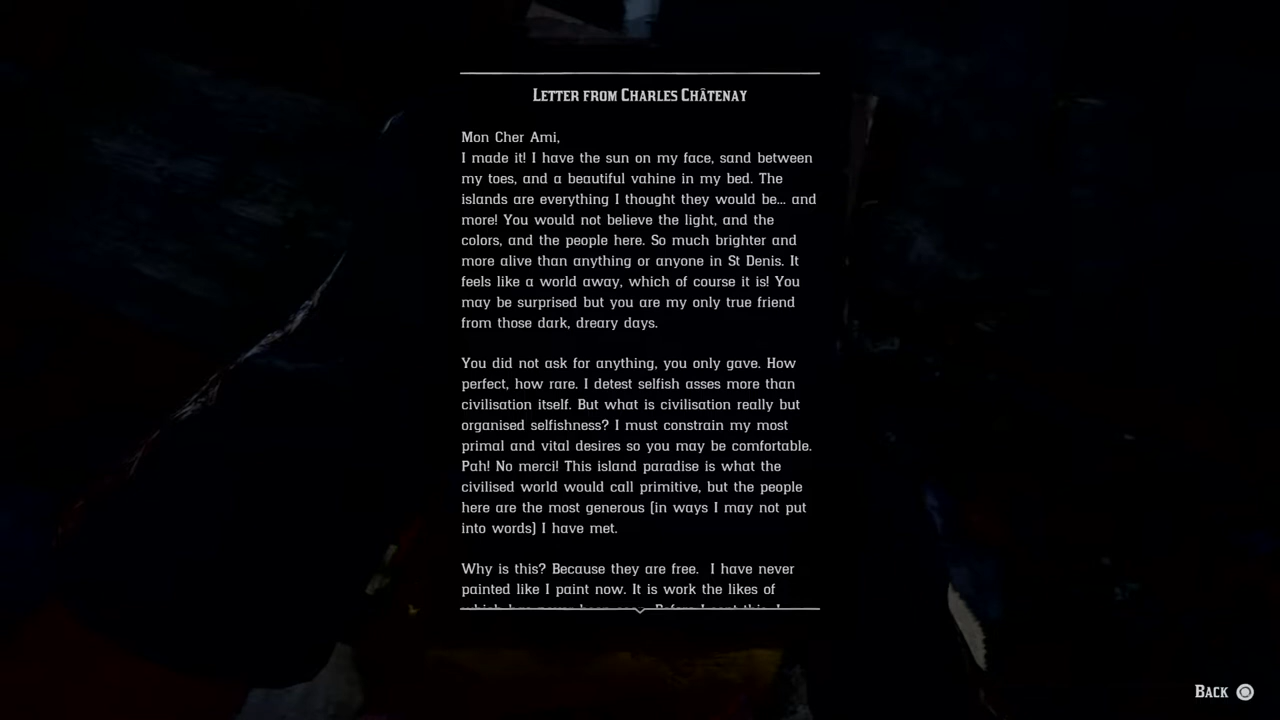 Letter from Charles Châtenay
Mon Cher Ami,
I made it! I have the sun on my face, sand between
my toes, and a beautiful vahine in my bed. The
islands are everything I thought they would be... and
more! You would not believe the light, and the
colors, and the people here. So much brighter and
more alive than anything or anyone in St Denis. It
feels like a world away, which of course it is! You
may be surprised but you are my only true friend
from those dark, dreary days.
You did not ask for anything, you only gave. How
perfect, how rare. I detest selfish asses more than
civilisation itself. But what is civilisation really but
organised selfishness? I must constrain my most
primal and vital desires so you may be comfortable.
Pah! No merci! This island paradise is what the
civilised world would call primitive, but the people
here are the most generous (in ways I may not put
into words) I have met.
Why is this? Because they are free.  I have never
painted like I paint now. It is work the likes of
Back